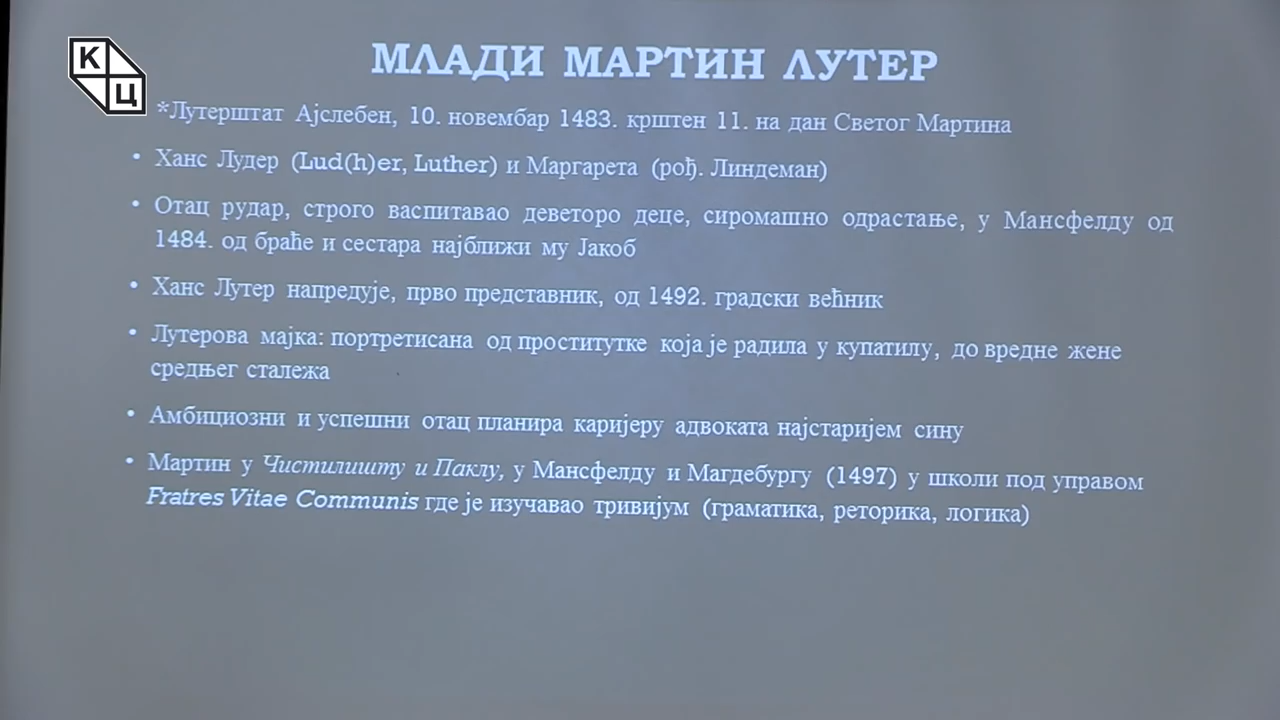 К
Ц
МЛАДИ МАРТИН ЛУТЕР
*Лутерштат Ајслебен, 10. новембар 1483. крштен 11. на дан Светог Мартина
• Ханс Лудер (Lud(h)er, Luther) и Маргарета (рођ. Линдеман)
• Отац рудар, строго васпитавао деветоро деце, сиромашно одрастање, у Мансфелду од
1484. од браће и сестара најближи му Јакоб
• Ханс Лутер напредује, прво представник, од 1492. градски већник
• Лутерова мајка: портретисана од проститутке која је радила у купатилу, до вредне жене
средњег сталежа
• Амбициозни и успешни отац планира каријеру адвоката најстаријем сину
• Мартин у Чистилишту и Паклу, у Мансфелду и Магдебургу (1497) у школи под управом
Fratres Vitae Communis где је изучавао тривијум (граматика, реторика, логика)